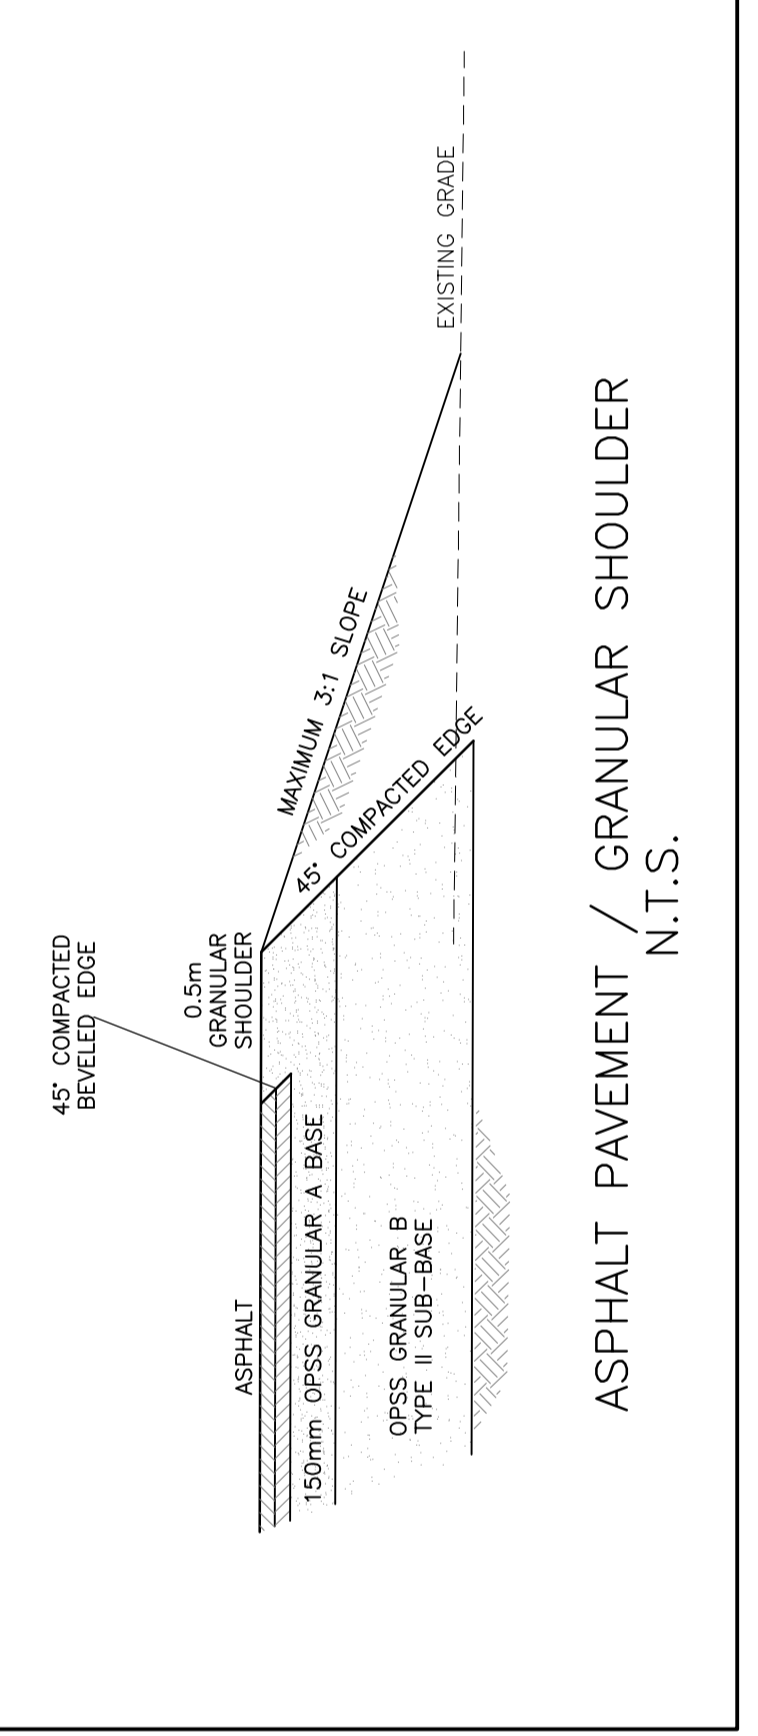 45° COMPACTED
BEVELED EDGE
0.5m
GRANULAR
SHOULDER
ASPHALT
MAXIMUM 3:1 SLOPE
45° COMPACTED EDGE
150mm OPSS GRANULAR A BASE
OPSS GRANULAR B
TYPE II SUB-BASE
EXISTING GRADE
ASPHALT PAVEMENT / GRANULAR SHOULDER
N.T.S.